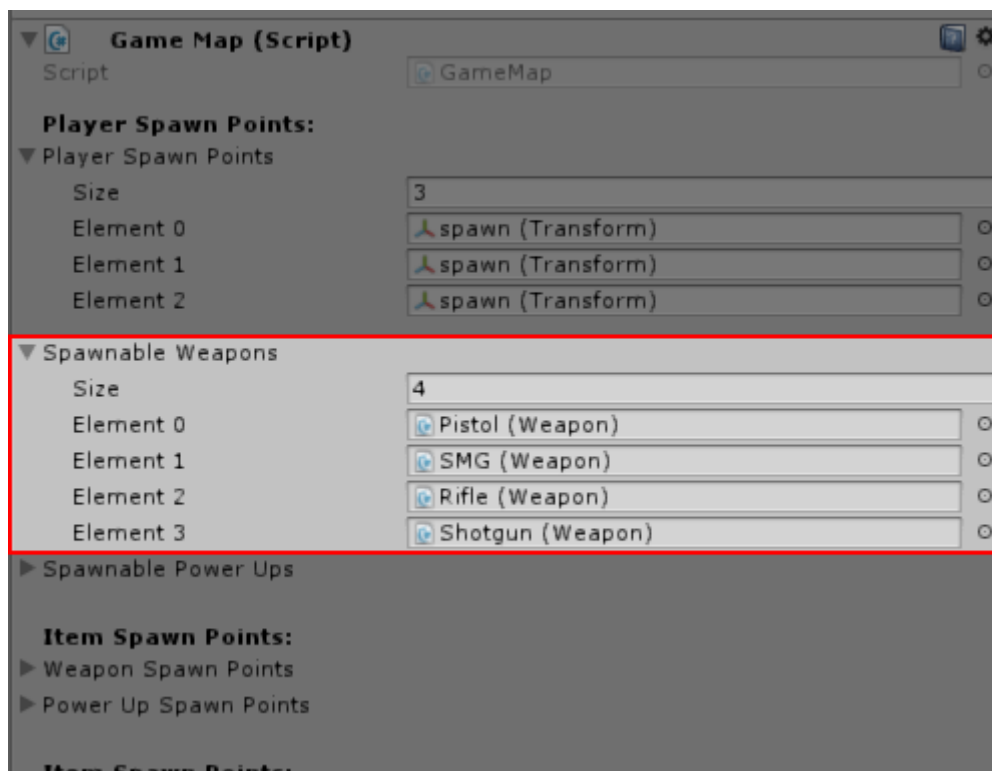 Game Map (Script)
Script GameMap
Player Spawn Points:
Player Spawn Points
Size 3
Element 0 spawn (Transform)
Element 1 spawn (Transform)
Element 2 spawn (Transform)
Spawnable Weapons
Size 4
Element 0 Pistol (Weapon)
Element 1 SMG (Weapon)
Element 2 Rifle (Weapon)
Element 3 Shotgun (Weapon)
Spawnable Power Ups
Item Spawn Points:
Weapon Spawn Points
Power Up Spawn Points
Item Spawn Points: